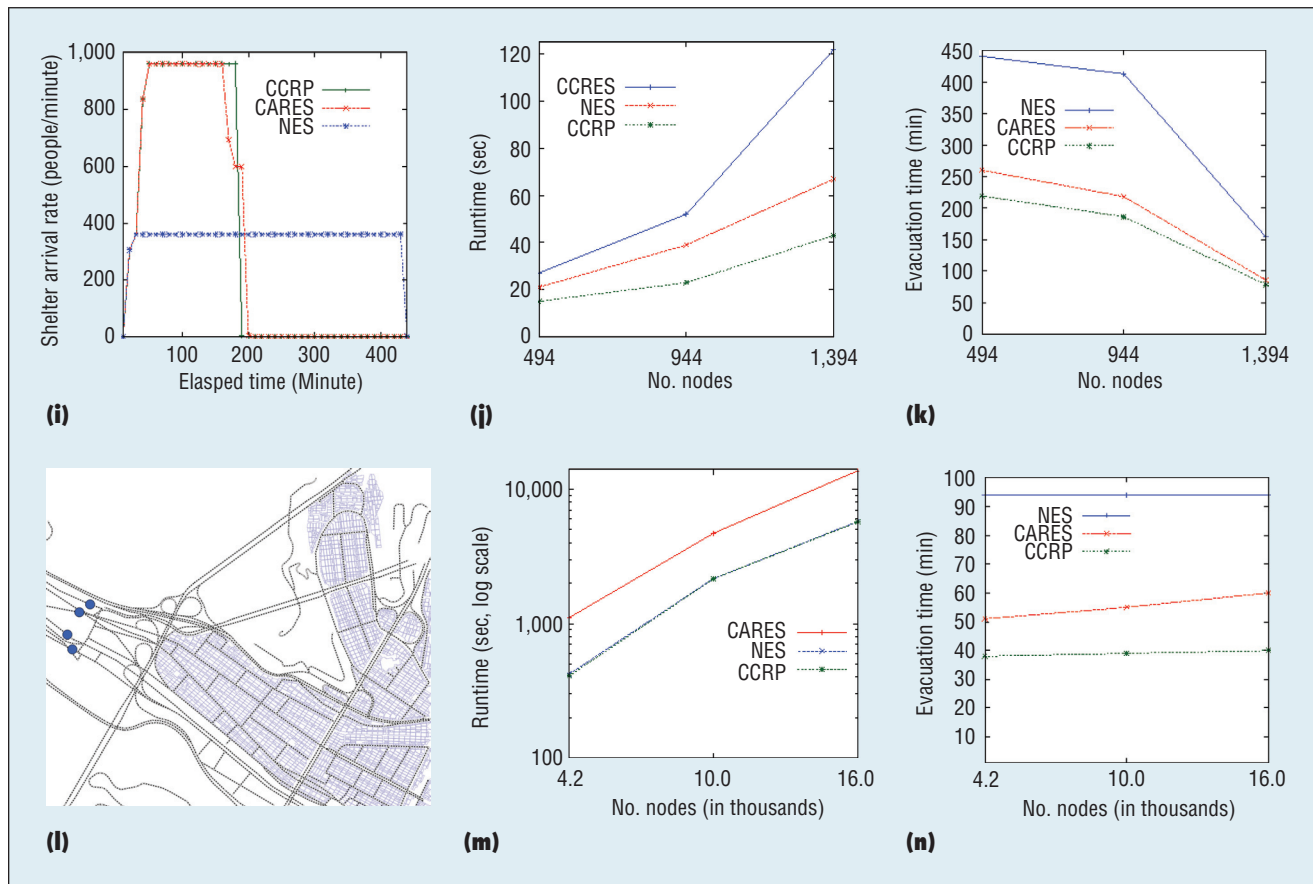 Shelter arrival rate (people/minute)
1,000
800
600
400
200
0
CCRP
CARES
NES
100
200
300
400
Elasped time (Minute)
(i)
Runtime (sec)
120
100
80
60
40
20
0
CCRES
NES
CCRP
494
944
1,394
No. nodes
(j)
Evacuation time (min)
450
400
350
300
250
200
150
100
50
0
NES
CARES
CCRP
494
944
1,394
No. nodes
(k)
(l)
Runtime (sec, log scale)
10,000
1,000
100
CARES
NES
CCRP
4.2
10.0
16.0
No. nodes (in thousands)
(m)
Evacuation time (min)
100
90
80
70
60
50
40
30
20
10
NES
CARES
CCRP
4.2
10.0
16.0
No. nodes (in thousands)
(n)